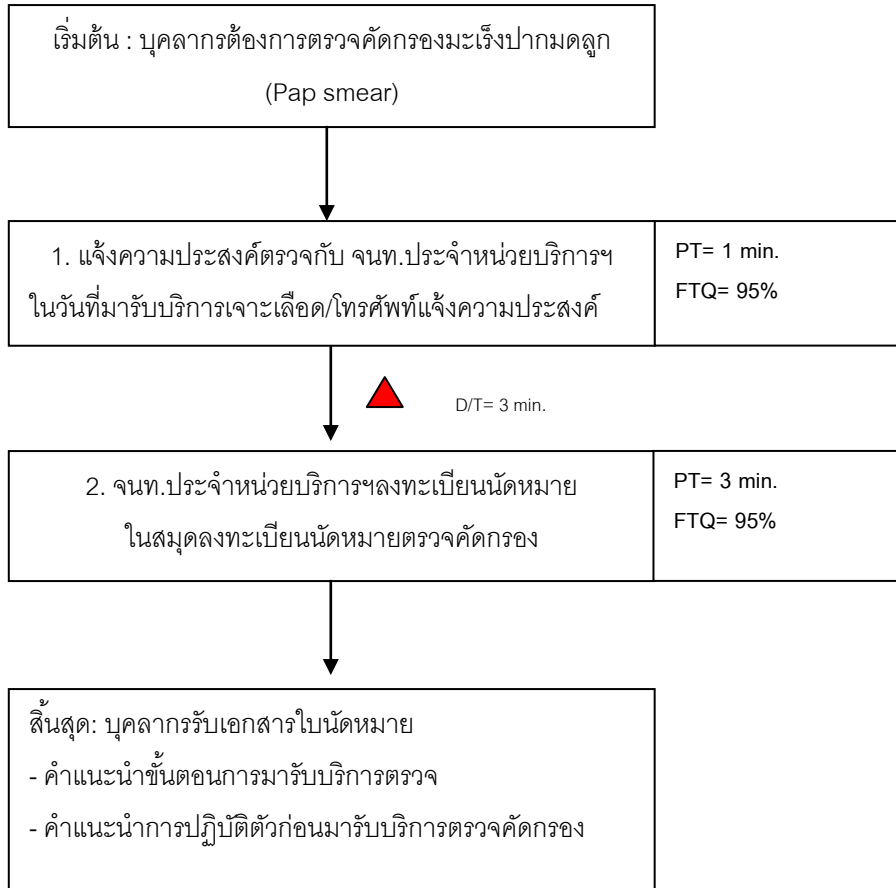 เริ่มต้น : บุคลากรต้องการตรวจคัดกรองมะเร็งปากมดลูก
(Pap smear)
1. แจ้งความประสงค์ตรวจกับ จนท.ประจำหน่วยบริการฯ
ในวันที่มารับบริการเจาะเลือด/โทรศัพท์แจ้งความประสงค์
PT= 1 min.
FTQ= 95%
D/T= 3 min.
2. จนท.ประจำหน่วยบริการฯลงทะเบียนนัดหมาย
ในสมุดลงทะเบียนนัดหมายตรวจคัดกรอง
PT= 3 min.
FTQ= 95%
สิ้นสุด: บุคลากรรับเอกสารใบนัดหมาย
- คำแนะนำขั้นตอนการมารับบริการตรวจ
- คำแนะนำการปฏิบัติตัวก่อนมารับบริการตรวจคัดกรอง